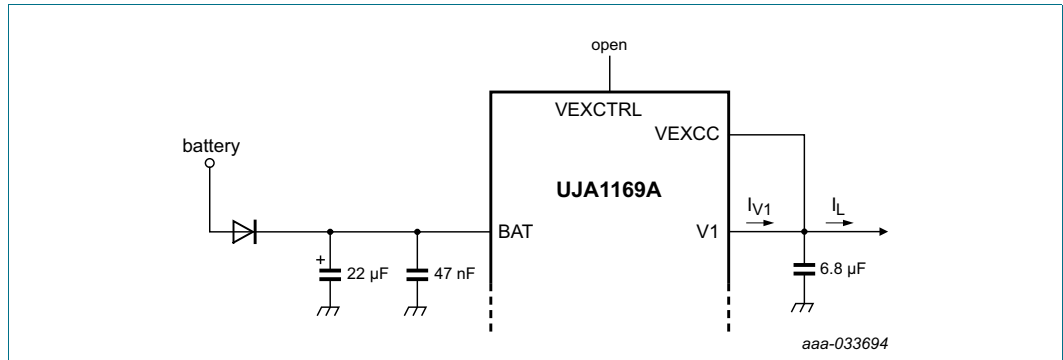 open
VEXCTRL
VEXCC
battery
UJA1169A
IV1
IL
BAT
V1
+
22 µF
47 nF
6.8 µF
aaa-033694